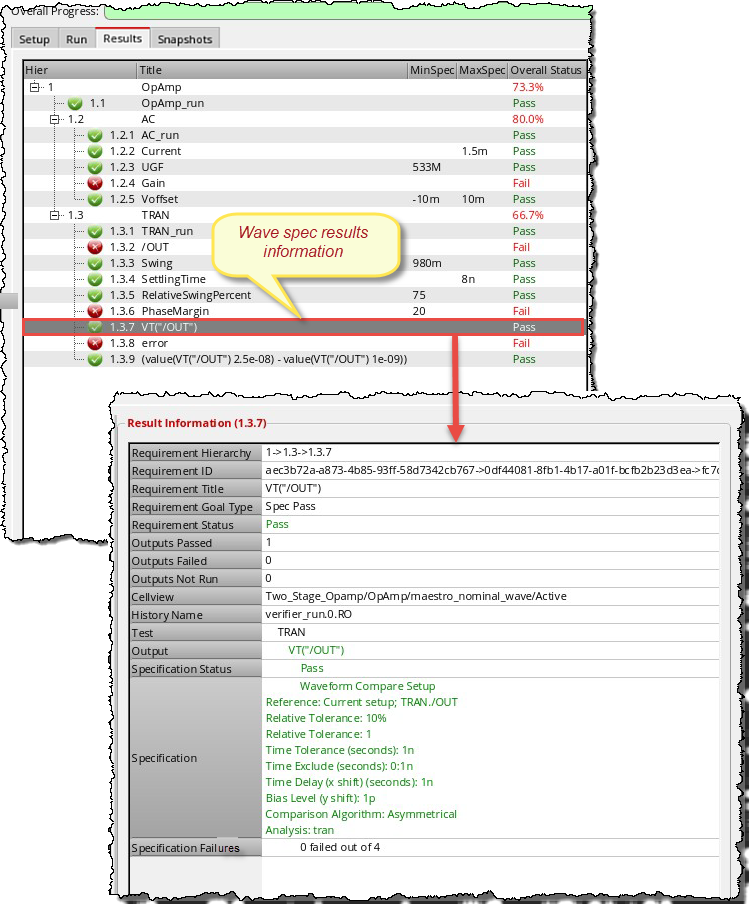 Overall Progress:
Setup Run Results Snapshots
Hier Title MinSpec MaxSpec Overall Status
1 OpAmp 73.3%
1.1 OpAmp_run Pass
1.2 AC 80.0%
1.2.1 AC_run Pass
1.2.2 Current 1.5m Pass
1.2.3 UGF 533M Pass
1.2.4 Gain Fail
1.2.5 Voffset -10m 10m Pass
1.3 TRAN 66.7%
1.3.1 TRAN_run Pass
1.3.2 /OUT Fail
1.3.3 Swing 980m Pass
1.3.4 SettlingTime 8n Pass
1.3.5 RelativeSwingPercent 75 Pass
1.3.6 PhaseMargin 20 Fail
1.3.7 VT("/OUT") Pass
1.3.8 error Fail
1.3.9 (value(VT("/OUT") 2.5e-08) - value(VT("/OUT") 1e-09)) Pass
Wave spec results
information
Result Information (1.3.7)
Requirement Hierarchy 1->1.3->1.3.7
Requirement ID aec3b72a-a873-4b85-93ff-58d7342cb767->0df44081-8fb1-4b17-a01f-bcfb2b23d3ea->fc7c
Requirement Title VT("/OUT")
Requirement Goal Type Spec Pass
Requirement Status Pass
Outputs Passed 1
Outputs Failed 0
Outputs Not Run 0
Cellview Two_Stage_Opamp/OpAmp/maestro_nominal_wave/Active
History Name verifier_run.0.RO
Test TRAN
Output VT("/OUT")
Specification Status Pass
Specification
Waveform Compare Setup
Reference: Current setup; TRAN./OUT
Relative Tolerance: 10%
Relative Tolerance: 1
Time Tolerance (seconds): 1n
Time Exclude (seconds): 0:1n
Time Delay (x shift) (seconds): 1n
Bias Level (y shift): 1p
Comparison Algorithm: Asymmetrical
Analysis: tran
Specification Failures 0 failed out of 4